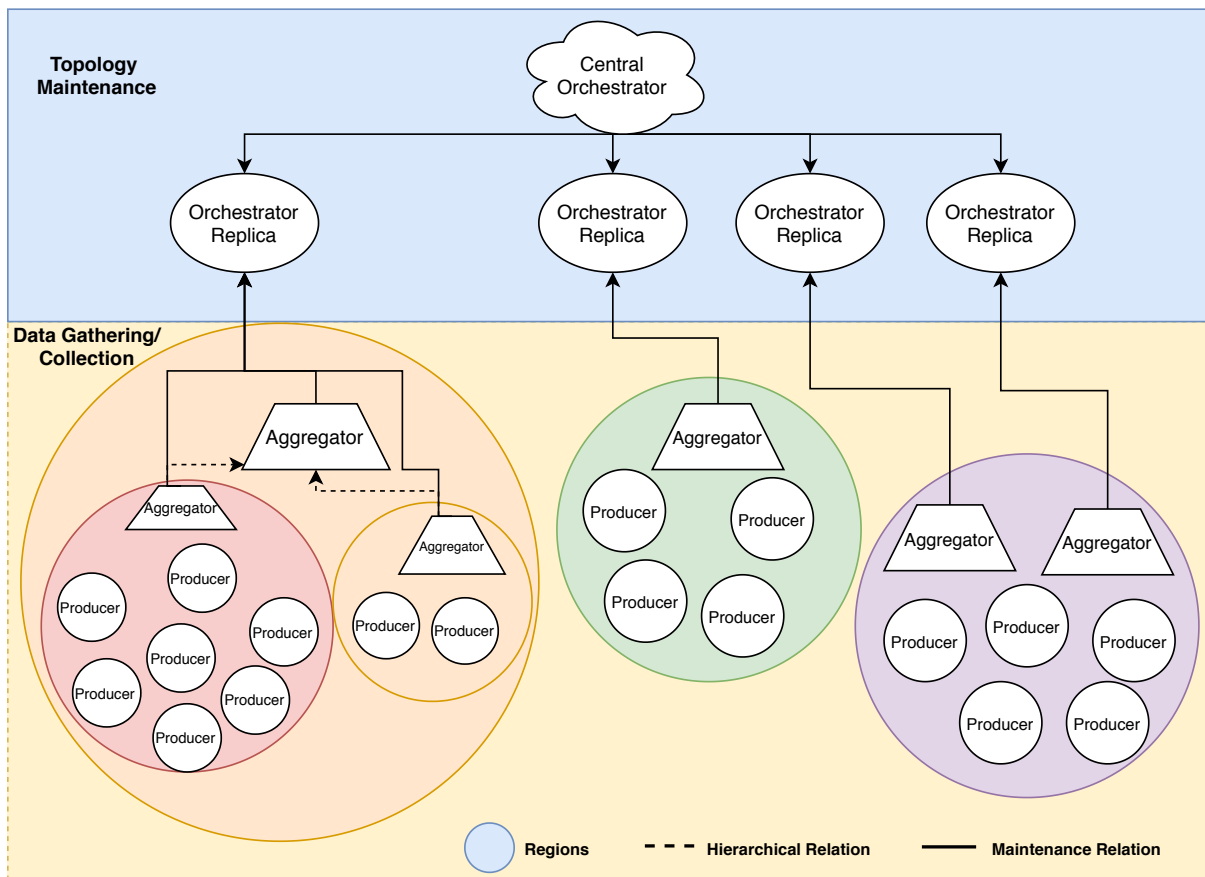 Topology
Maintenance
Central
Orchestrator
Orchestrator
Replica
Orchestrator
Replica
Orchestrator
Replica
Orchestrator
Replica
Data Gathering/
Collection
Aggregator
Aggregator
Aggregator
Producer
Producer
Producer
Producer
Producer
Producer
Producer
Producer
Producer
Aggregator
Producer
Producer
Producer
Producer
Aggregator
Aggregator
Producer
Producer
Producer
Producer
Producer
Regions
Hierarchical Relation
Maintenance Relation